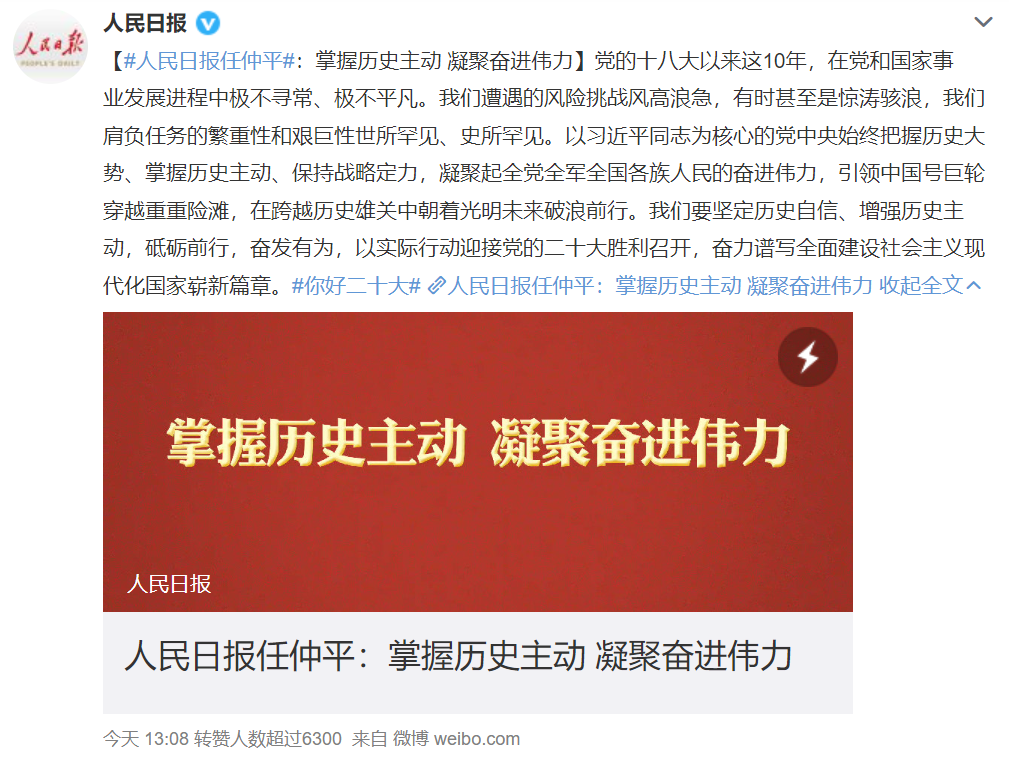 人民日报
PEOPLE'S DAILY
人民日报
【#人民日报任仲平#：掌握历史主动 凝聚奋进伟力】党的十八大以来这10年，在党和国家事
业发展进程中极不寻常、极不平凡。我们遭遇的风险挑战风高浪急，有时甚至是惊涛骇浪，我们
肩负任务的繁重性和艰巨性世所罕见、史所罕见。以习近平同志为核心的党中央始终把握历史大
势、掌握历史主动、保持战略定力，凝聚起全党全军全国各族人民的奋进伟力，引领中国号巨轮
穿越重重险滩，在跨越历史雄关中朝着光明未来破浪前行。我们要坚定历史自信、增强历史主
动，砥砺前行，奋发有为，以实际行动迎接党的二十大胜利召开，奋力谱写全面建设社会主义现
代化国家崭新篇章。#你好二十大# 人民日报任仲平：掌握历史主动 凝聚奋进伟力 收起全文
掌握历史主动 凝聚奋进伟力
人民日报
人民日报任仲平：掌握历史主动 凝聚奋进伟力
今天 13:08 转赞人数超过6300 来自 微博 weibo.com